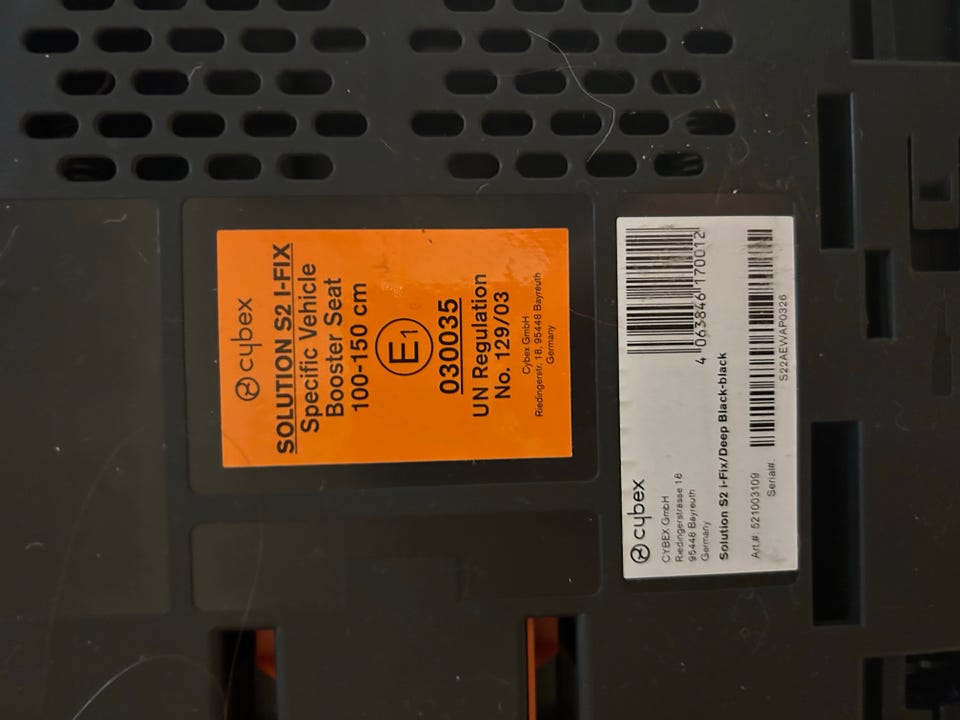 cybex
SOLUTION S2 I-FIX
Specific Vehicle
Booster Seat
100-150 cm
E1
030035
UN Regulation
No. 129/03
Cybex GmbH
Riedingerstr. 18, 95448 Bayreuth
Germany
cybex
CYBEX GmbH
Riedingerstrasse 18
95448 Bayreuth
Germany
4 063846 170012
Solution S2 i-Fix/Deep Black-black
Art.#: 521003109
Serial#:
S22AEWAP0326